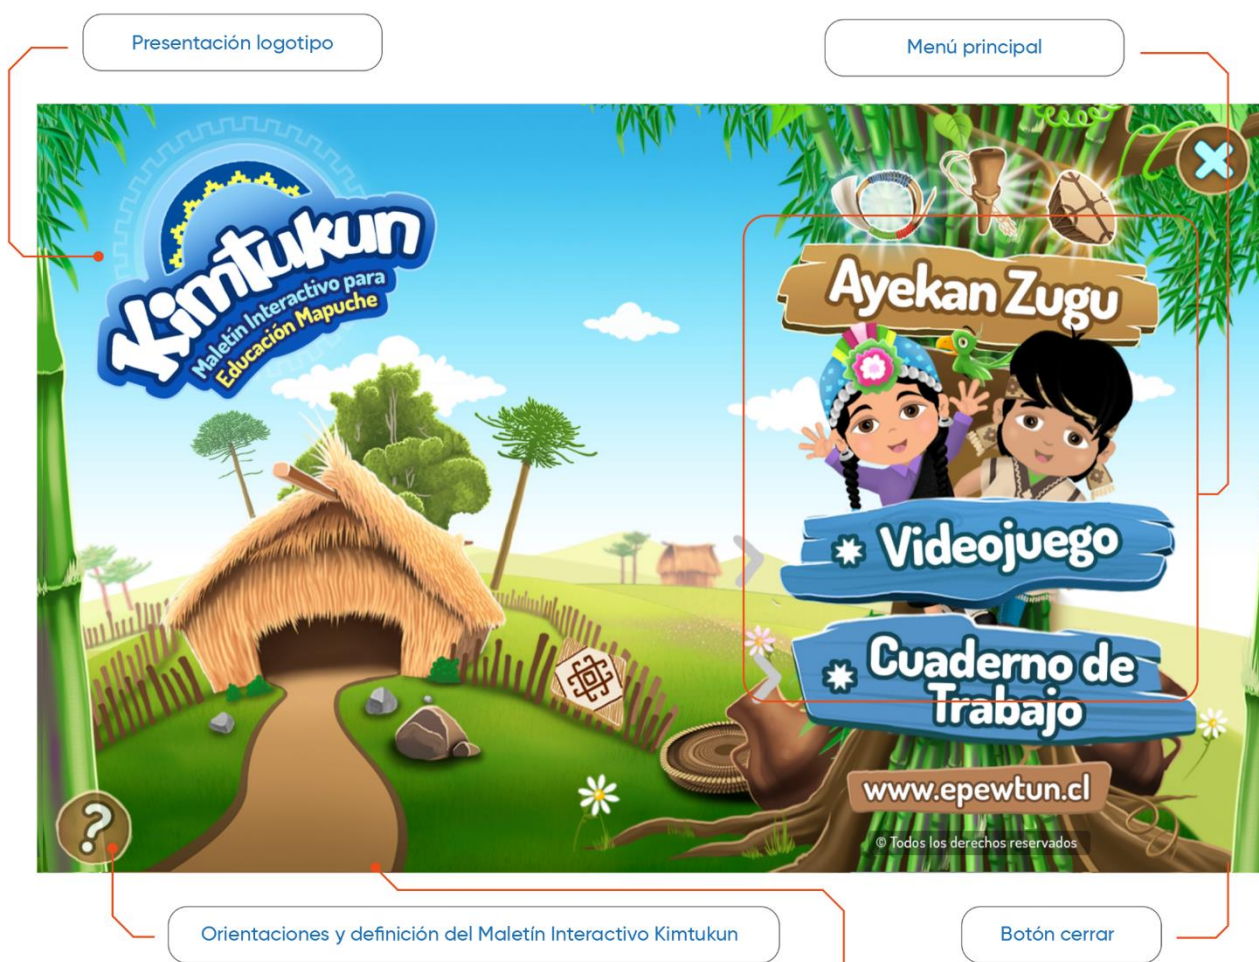 Presentación logotipo
Menú principal
Kimtukun
Maletín Interactivo para
Educación Mapuche
Ayekan Zugu
Videojuego
Cuaderno de
Trabajo
www.epewtun.cl
© Todos los derechos reservados
?
Orientaciones y definición del Maletín Interactivo Kimtukun
Botón cerrar